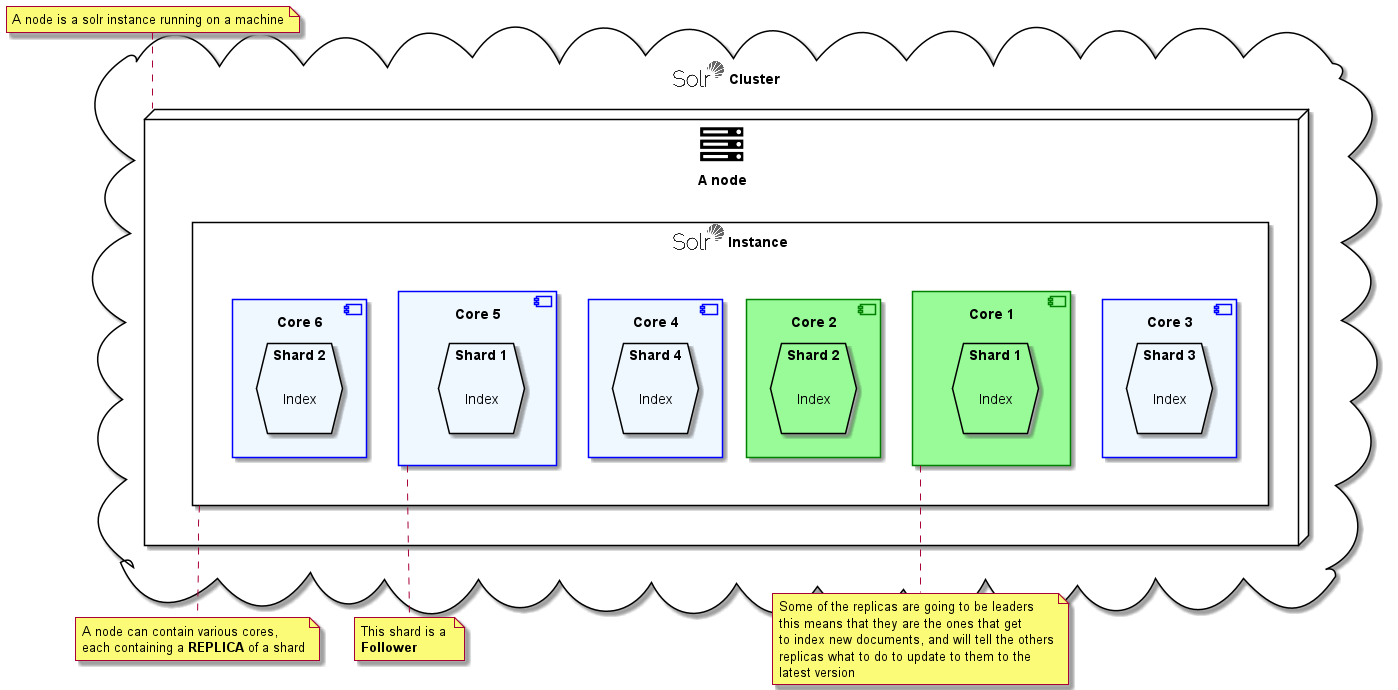 A node is a solr instance running on a machine
Solr Cluster
A node
Solr Instance
Core 6
Shard 2
Index
Core 5
Shard 1
Index
Core 4
Shard 4
Index
Core 2
Shard 2
Index
Core 1
Shard 1
Index
Core 3
Shard 3
Index
A node can contain various cores,
each containing a REPLICA of a shard
This shard is a
Follower
Some of the replicas are going to be leaders
this means that they are the ones that get
to index new documents, and will tell the others
replicas what to do to update to them to the
latest version